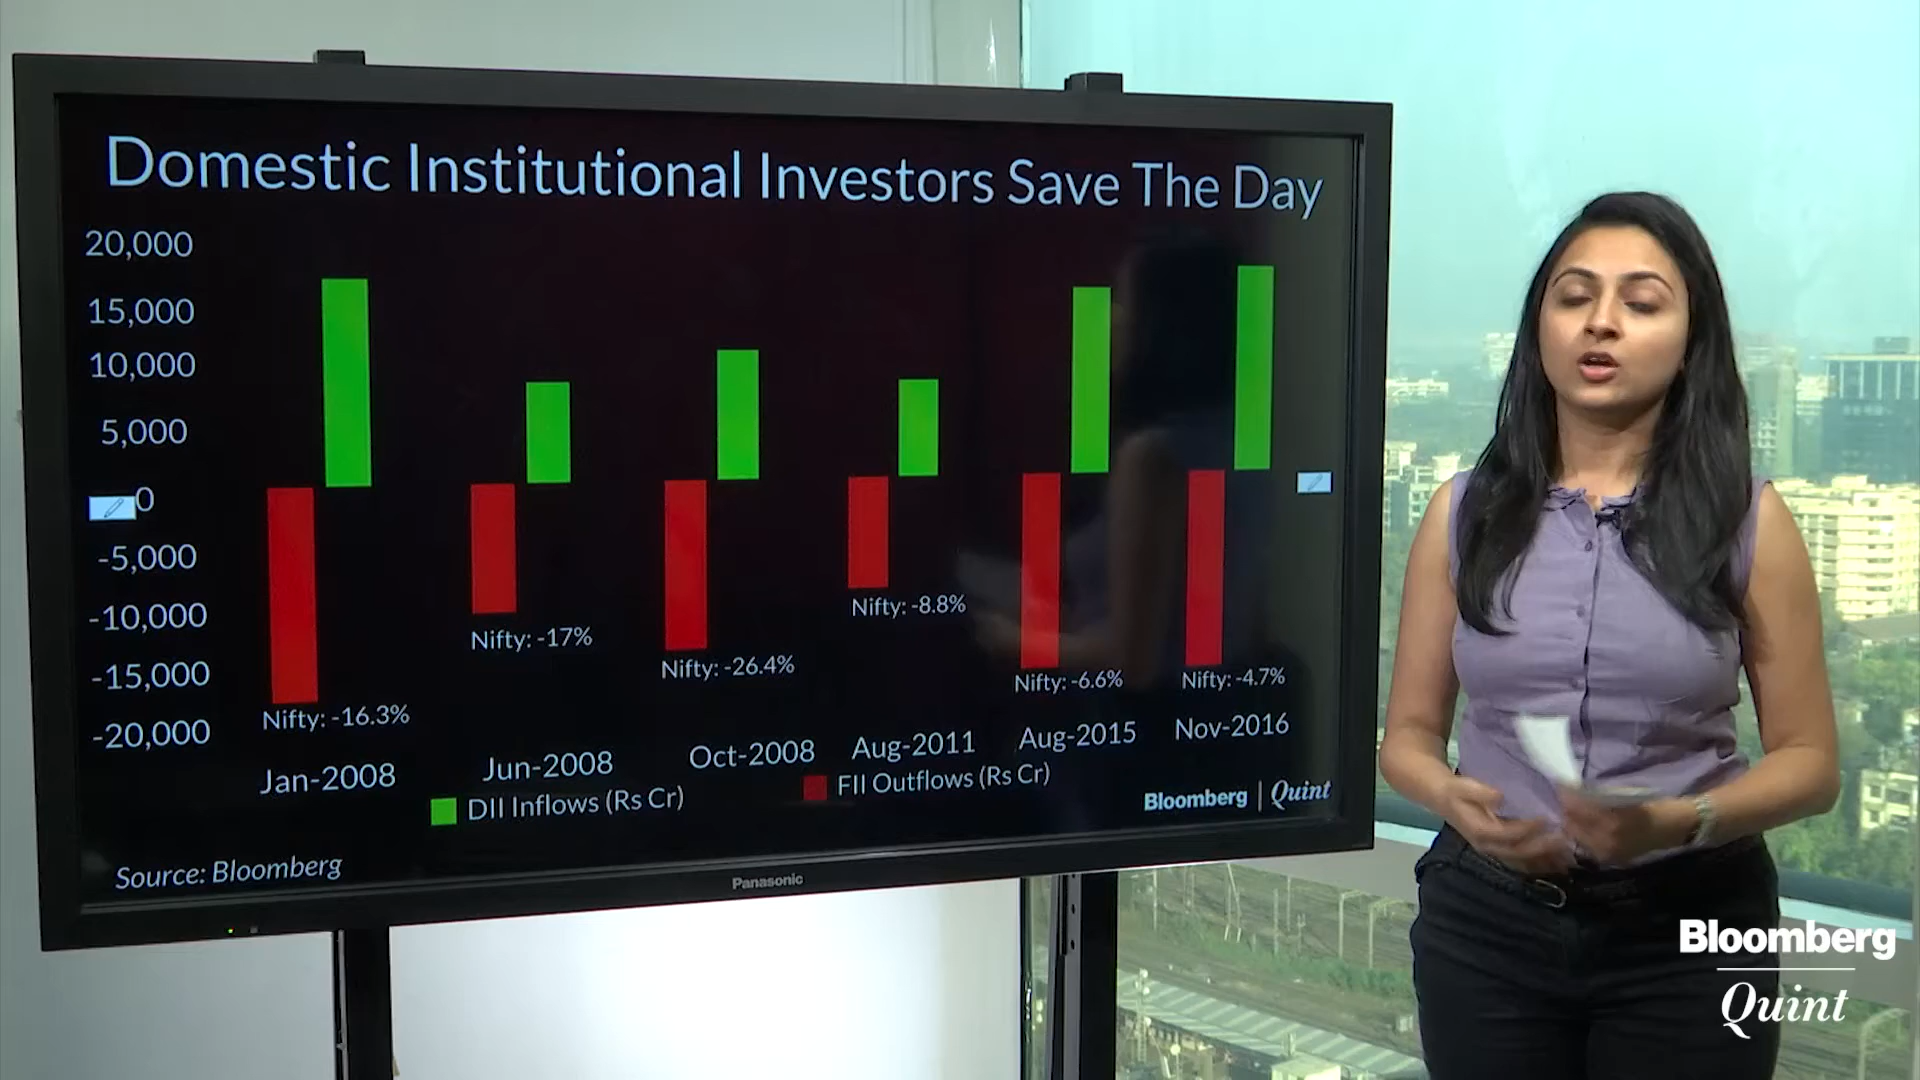 Domestic Institutional Investors Save The Day
20,000
15,000
10,000
5,000
0
-5,000
-10,000
-15,000
-20,000
Nifty: -16.3%
Nifty: -17%
Nifty: -26.4%
Nifty: -8.8%
Nifty: -6.6%
Nifty: -4.7%
Jan-2008
Jun-2008
Oct-2008
Aug-2011
Aug-2015
Nov-2016
DII Inflows (Rs Cr)
FII Outflows (Rs Cr)
Bloomberg | Quint
Source: Bloomberg
Panasonic
Bloomberg
Quint